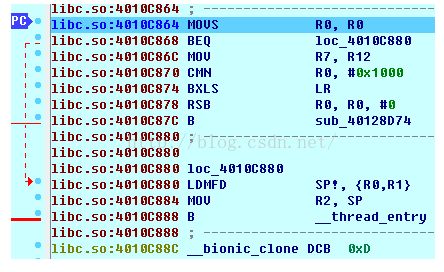 libc.so:4010C864 ; ---------------------------------------
PC libc.so:4010C864 MOVS R0, R0
libc.so:4010C868 BEQ loc_4010C880
libc.so:4010C86C MOV R7, R12
libc.so:4010C870 CMN R0, #0x1000
libc.so:4010C874 BXLS LR
libc.so:4010C878 RSB R0, R0, #0
libc.so:4010C87C B sub_40128D74
libc.so:4010C880 ; ---------------------------------------
libc.so:4010C880
libc.so:4010C880 loc_4010C880
libc.so:4010C880 LDMFD SP!, {R0,R1}
libc.so:4010C884 MOV R2, SP
libc.so:4010C888 B __thread_entry
libc.so:4010C888 ; ---------------------------------------
libc.so:4010C88C __bionic_clone DCB 0xD
http://blog.csdn.net/